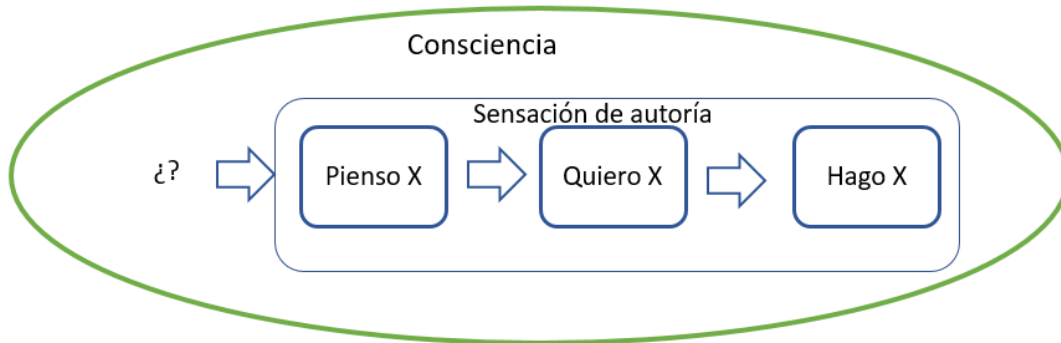 Consciencia
Sensación de autoría
¿?
Pienso X
Quiero X
Hago X